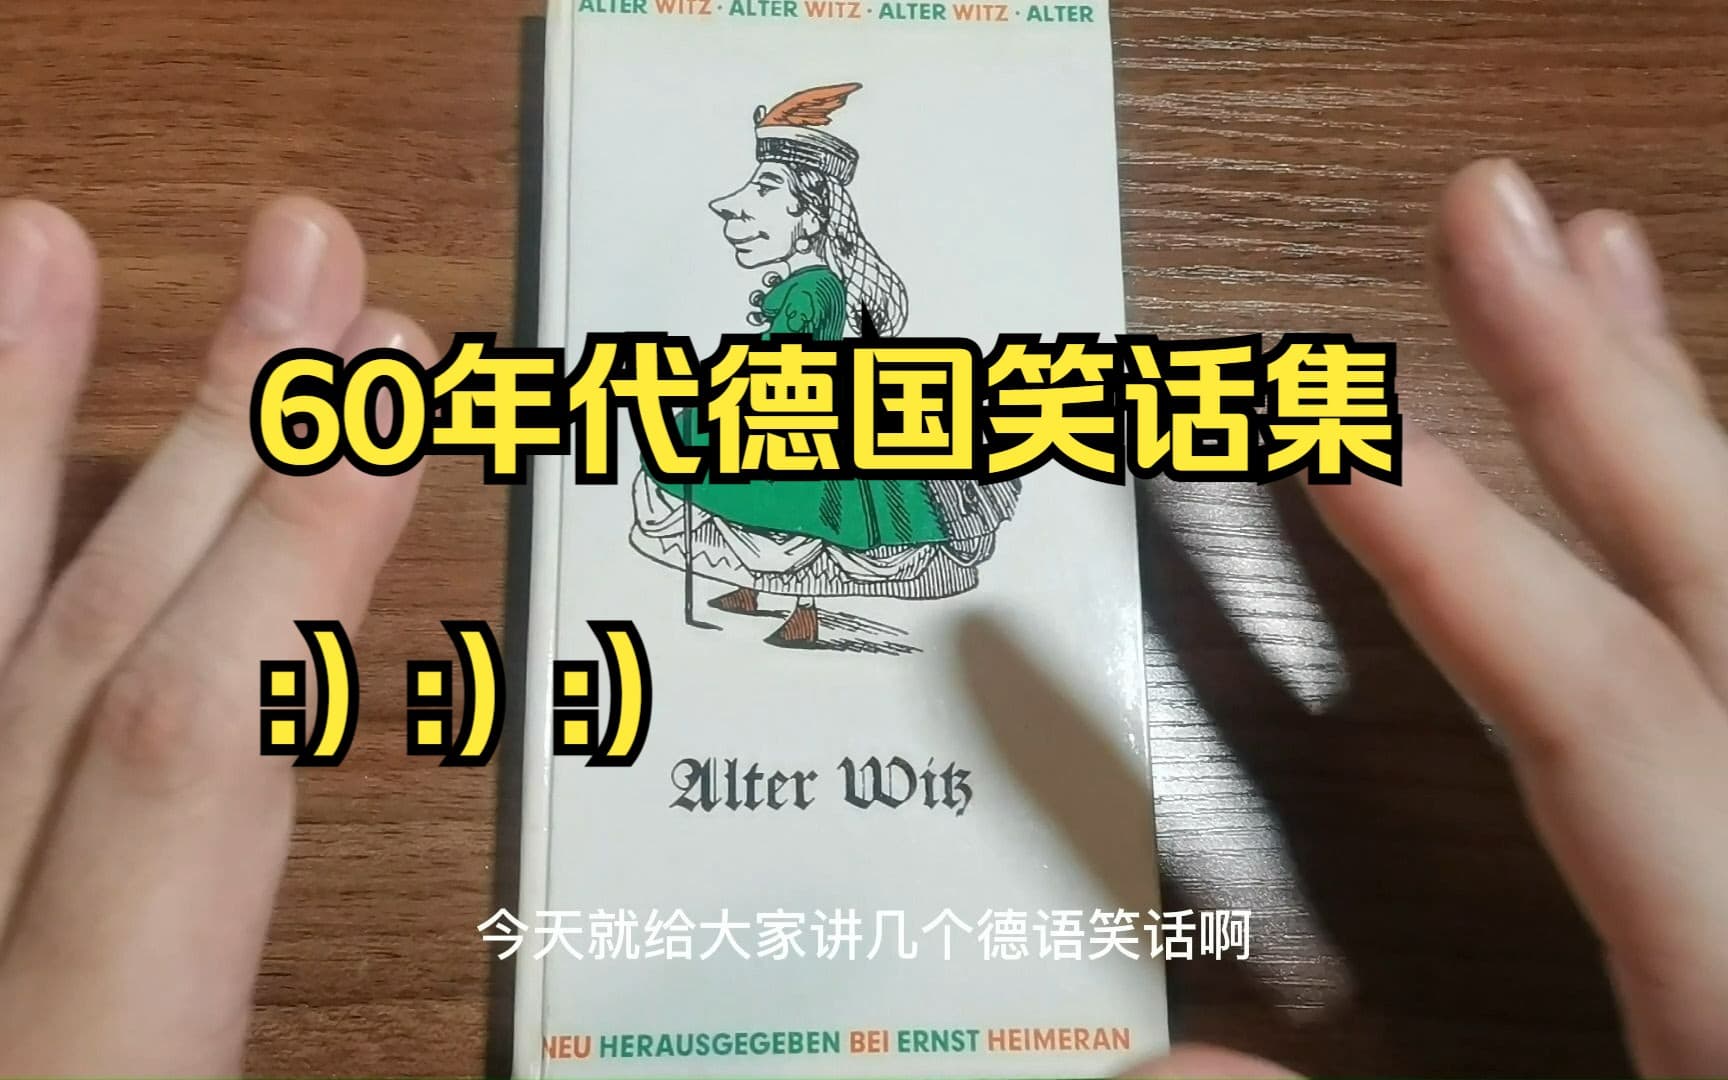 ALTER WITZ · ALTER WITZ · ALTER WITZ · ALTER
60年代德国笑话集
:) :) :)
Alter Witz
今天就给大家讲几个德语笑话啊
NEU HERAUSGEGEBEN BEI ERNST HEIMERAN